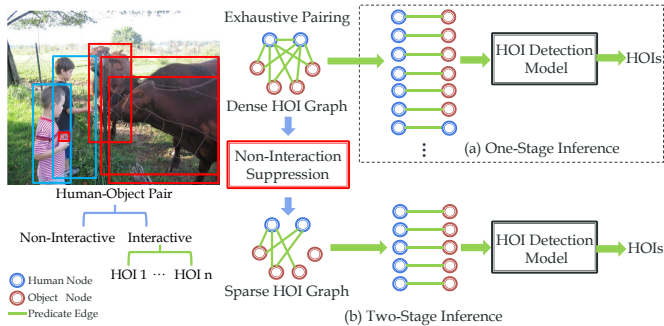 Exhaustive Pairing
Dense HOI Graph
HOI Detection
Model
HOIs
(a) One-Stage Inference
Non-Interaction
Suppression
Human-Object Pair
Non-Interactive
Interactive
HOI 1 ··· HOI n
Human Node
Object Node
Predicate Edge
Sparse HOI Graph
HOI Detection
Model
HOIs
(b) Two-Stage Inference